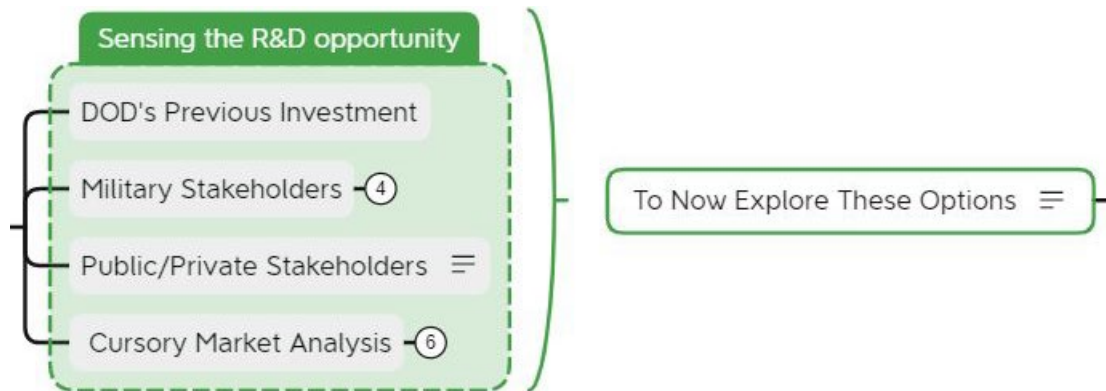 Sensing the R&D opportunity
DOD's Previous Investment
Military Stakeholders 4
Public/Private Stakeholders
Cursory Market Analysis 6
To Now Explore These Options